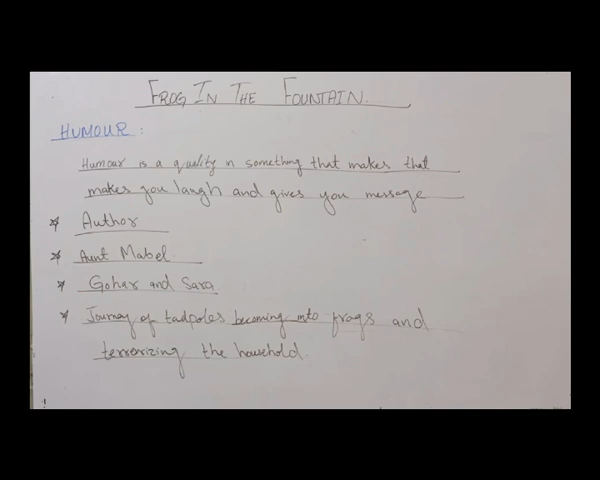 FROG IN THE FOUNTAIN.
HUMOUR:
Humour is a quality in something that makes that
makes you laugh and gives you message
* Author
* Aunt Mabel
* Gohar and Sara
* Journey of tadpoles becoming into frogs and
terrorizing the household.